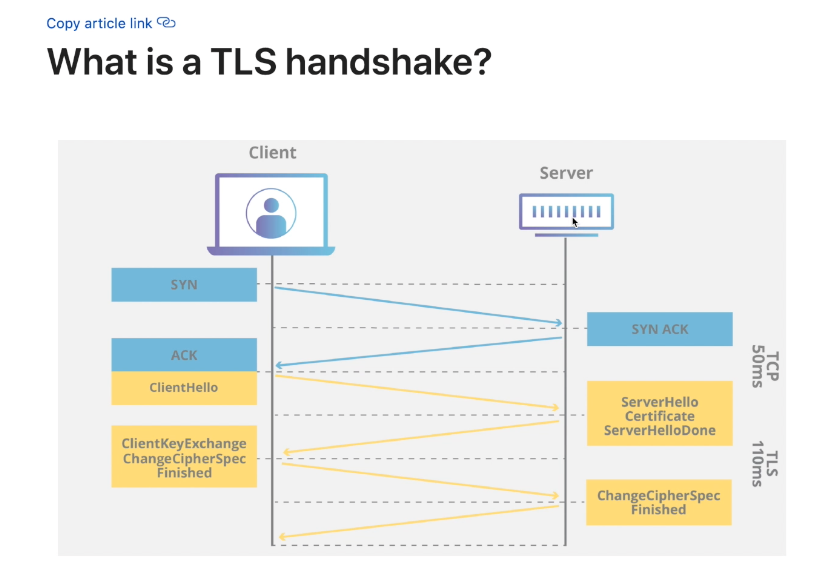 Copy article link
What is a TLS handshake?
Client
Server
SYN
SYN ACK
ACK
ClientHello
ServerHello
Certificate
ServerHelloDone
ClientKeyExchange
ChangeCipherSpec
Finished
ChangeCipherSpec
Finished
TCP
50ms
TLS
110ms